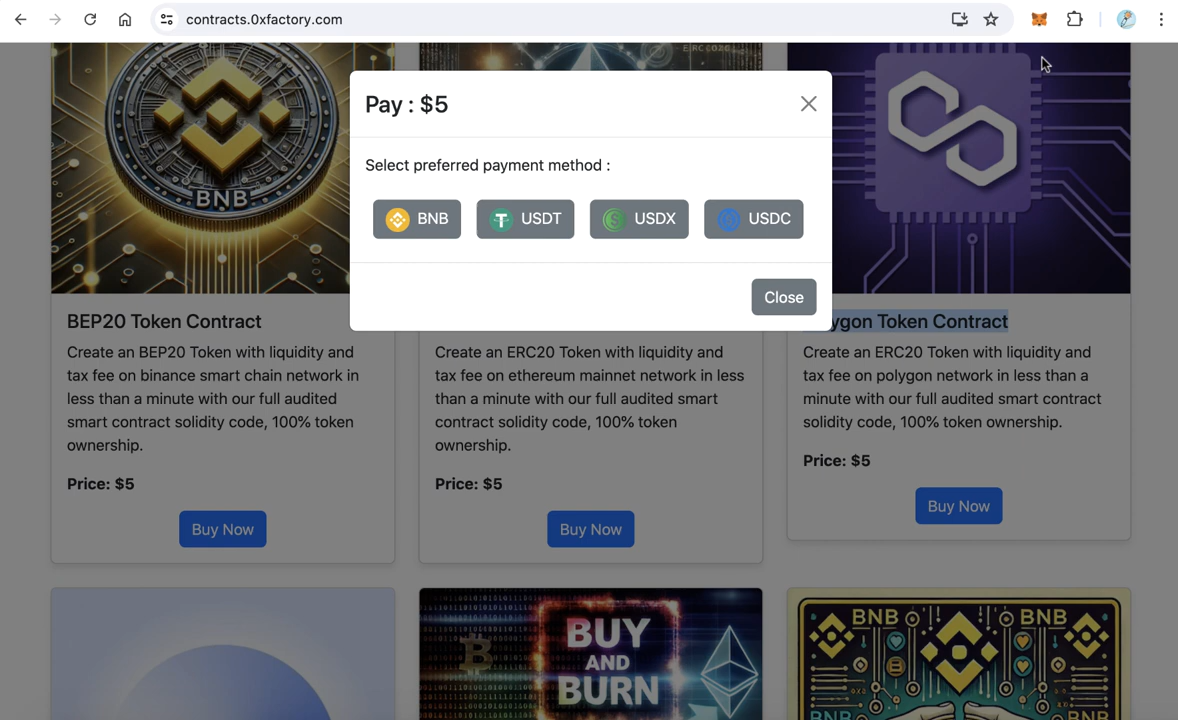 contracts.0xfactory.com
BNB
Pay : $5
Select preferred payment method :
BNB
USDT
USDX
USDC
Close
BEP20 Token Contract
Create an BEP20 Token with liquidity and
tax fee on binance smart chain network in
less than a minute with our full audited
smart contract solidity code, 100% token
ownership.
Price: $5
Buy Now
Create an ERC20 Token with liquidity and
tax fee on ethereum mainnet network in less
than a minute with our full audited smart
contract solidity code, 100% token
ownership.
Price: $5
Buy Now
ygon Token Contract
Create an ERC20 Token with liquidity and
tax fee on polygon network in less than a
minute with our full audited smart contract
solidity code, 100% token ownership.
Price: $5
Buy Now
BUY
AND
BURN
BNB
BNB
BNB
BNB